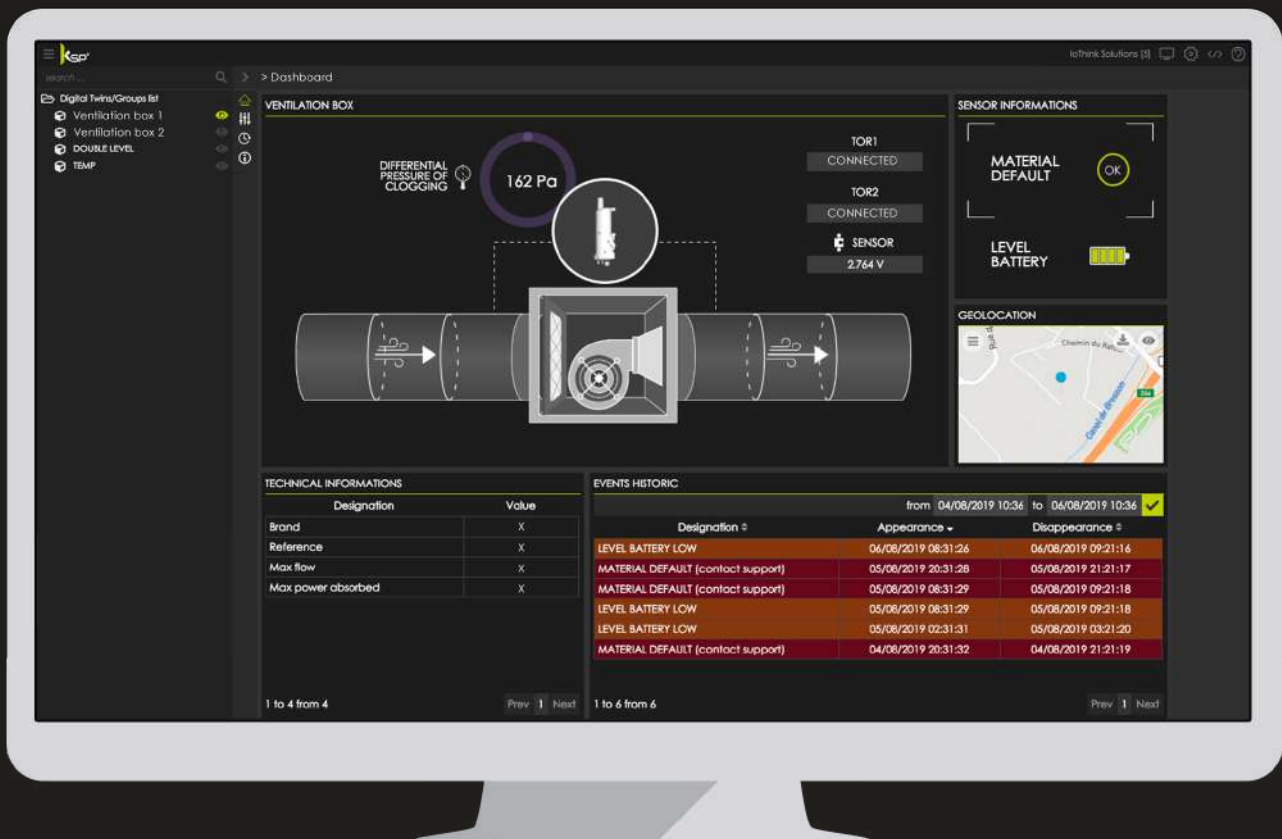 KSP
IoThink Solutions [3]
search ...
> Dashboard
Digital Twins/Groups list
Ventilation box 1
Ventilation box 2
DOUBLE LEVEL
TEMP
VENTILATION BOX
DIFFERENTIAL
PRESSURE OF
CLOGGING
162 Pa
TOR1
CONNECTED
TOR2
CONNECTED
SENSOR
2.764 V
SENSOR INFORMATIONS
MATERIAL
DEFAULT
OK
LEVEL
BATTERY
GEOLOCATION
Rue d
Chemin du
Canal de
TECHNICAL INFORMATIONS
Designation Value
Brand X
Reference X
Max flow X
Max power absorbed X
1 to 4 from 4 Prev 1 Next
EVENTS HISTORIC
from 04/08/2019 10:36 to 06/08/2019 10:36
Designation Appearance Disappearance
LEVEL BATTERY LOW 06/08/2019 08:31:26 06/08/2019 09:21:16
MATERIAL DEFAULT (contact support) 05/08/2019 20:31:28 05/08/2019 21:21:17
MATERIAL DEFAULT (contact support) 05/08/2019 08:31:29 05/08/2019 09:21:18
LEVEL BATTERY LOW 05/08/2019 08:31:29 05/08/2019 09:21:18
LEVEL BATTERY LOW 05/08/2019 02:31:31 05/08/2019 03:21:20
MATERIAL DEFAULT (contact support) 04/08/2019 20:31:32 04/08/2019 21:21:19
1 to 6 from 6 Prev 1 Next